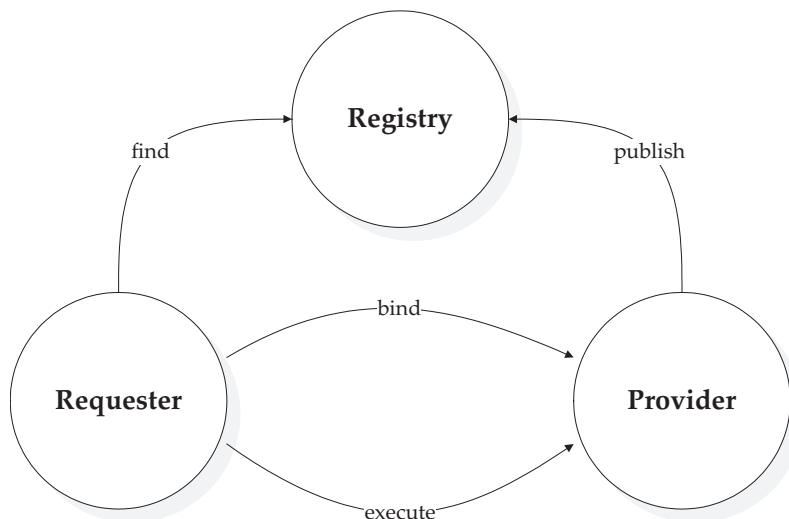 Registry
find
publish
bind
Requester
Provider
execute